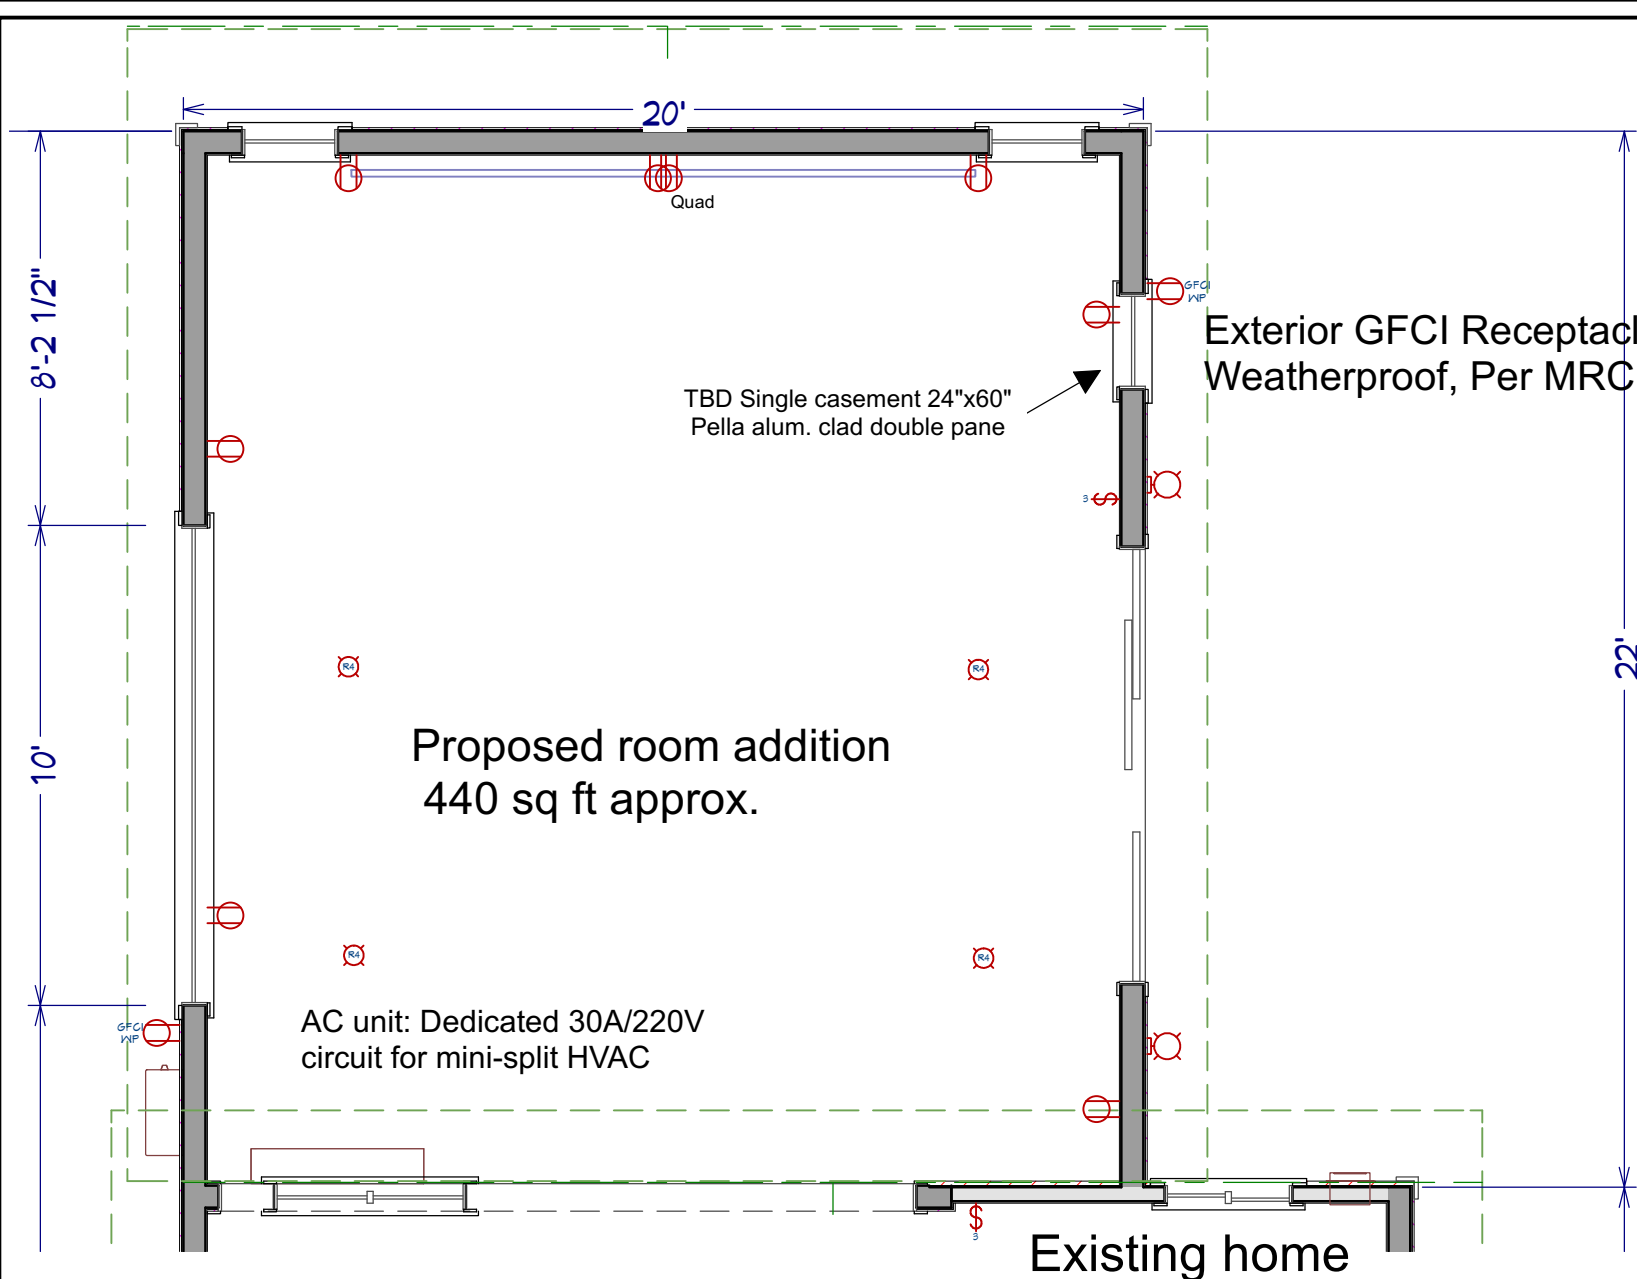 20'
Quad
8'-2 1/2"
GFCI
WP
Exterior GFCI Receptacl
Weatherproof, Per MRC
TBD Single casement 24"x60"
Pella alum. clad double pane
3
$
22'
R4
R4
Proposed room addition
440 sq ft approx.
10'
R4
R4
AC unit: Dedicated 30A/220V
circuit for mini-split HVAC
GFCI
WP
$
3
Existing home